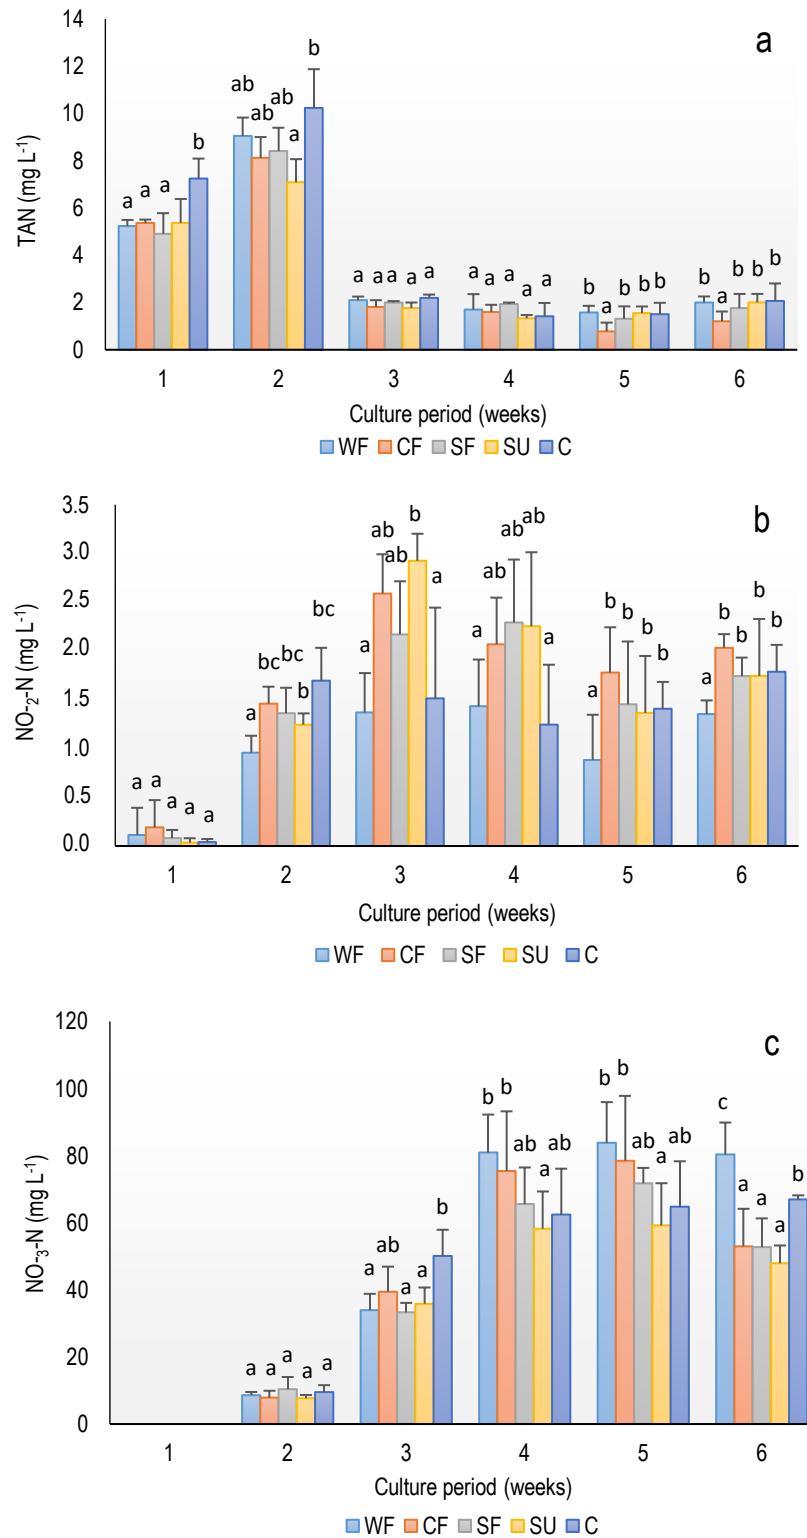 a
14
12
10
8
6
4
2
0
TAN (mg L-1)
a a a a b
ab ab ab a b
a a a a a
a a a a a
b a b b b
b a b b b
1 2 3 4 5 6
Culture period (weeks)
WF CF SF SU C
b
3.5
3.0
2.5
2.0
1.5
1.0
0.5
0.0
NO-2-N (mg L-1)
a a a a a
a bc bc b bc
a ab ab b a
a ab ab ab a
a b b b b
a b b b b
1 2 3 4 5 6
Culture period (weeks)
WF CF SF SU C
c
120
100
80
60
40
20
0
NO-3-N (mg L-1)
a a a a a
a ab a a b
b b ab a ab
b b ab a ab
c a a a b
1 2 3 4 5 6
Culture period (weeks)
WF CF SF SU C